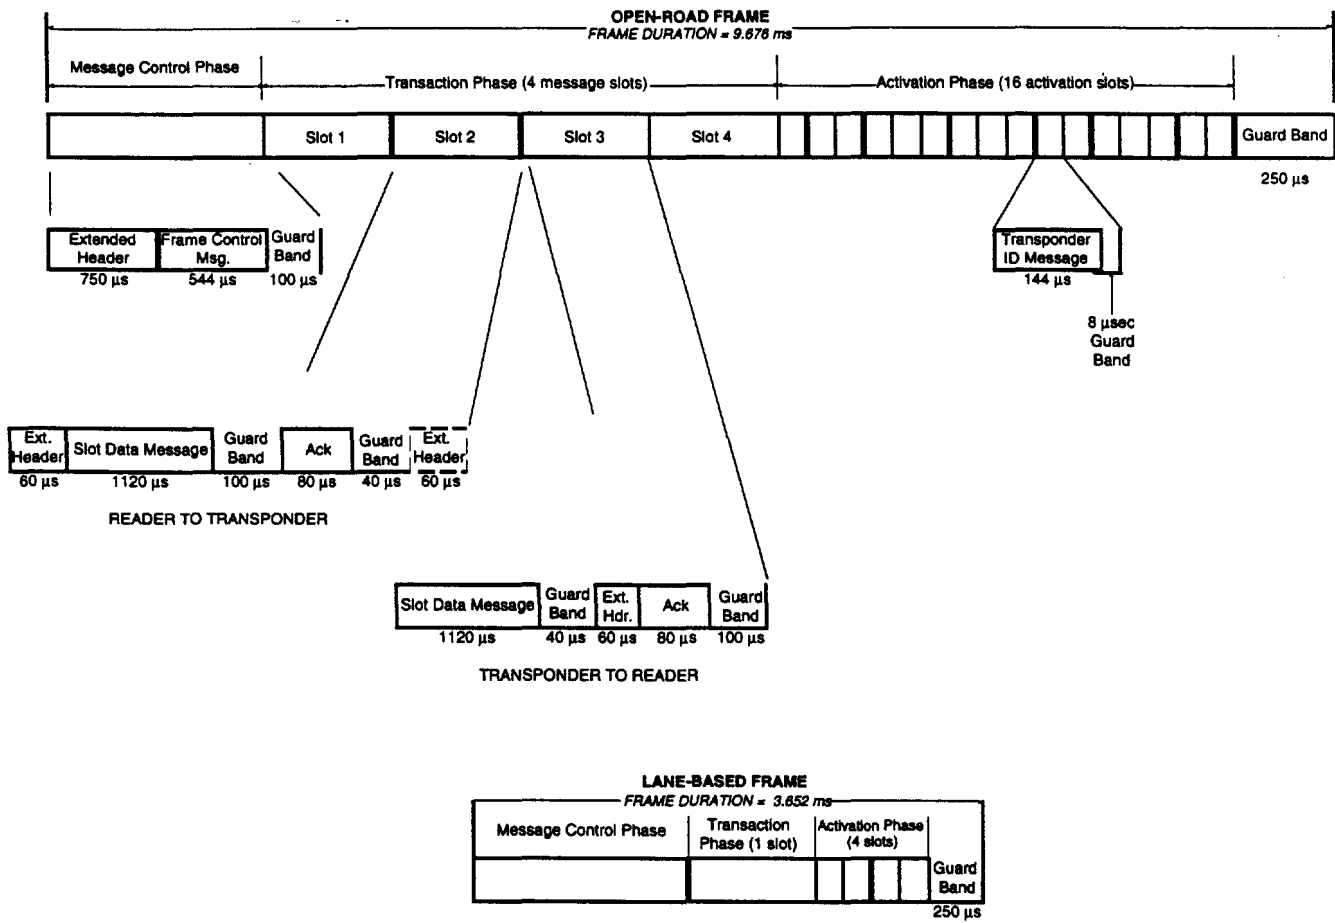 OPEN-ROAD FRAME
FRAME DURATION = 9.676 ms
Message Control Phase
Transaction Phase (4 message slots)
Activation Phase (16 activation slots)
Slot 1
Slot 2
Slot 3
Slot 4
Guard Band
250 µs
Extended
Header
750 µs
Frame Control
Msg.
544 µs
Guard
Band
100 µs
Transponder
ID Message
144 µs
8 µsec
Guard
Band
Ext.
Header
60 µs
Slot Data Message
1120 µs
Guard
Band
100 µs
Ack
80 µs
Guard
Band
40 µs
Ext.
Header
60 µs
READER TO TRANSPONDER
Slot Data Message
1120 µs
Guard
Band
40 µs
Ext.
Hdr.
60 µs
Ack
80 µs
Guard
Band
100 µs
TRANSPONDER TO READER
LANE-BASED FRAME
FRAME DURATION = 3.652 ms
Message Control Phase
Transaction
Phase (1 slot)
Activation Phase
(4 slots)
Guard
Band
250 µs